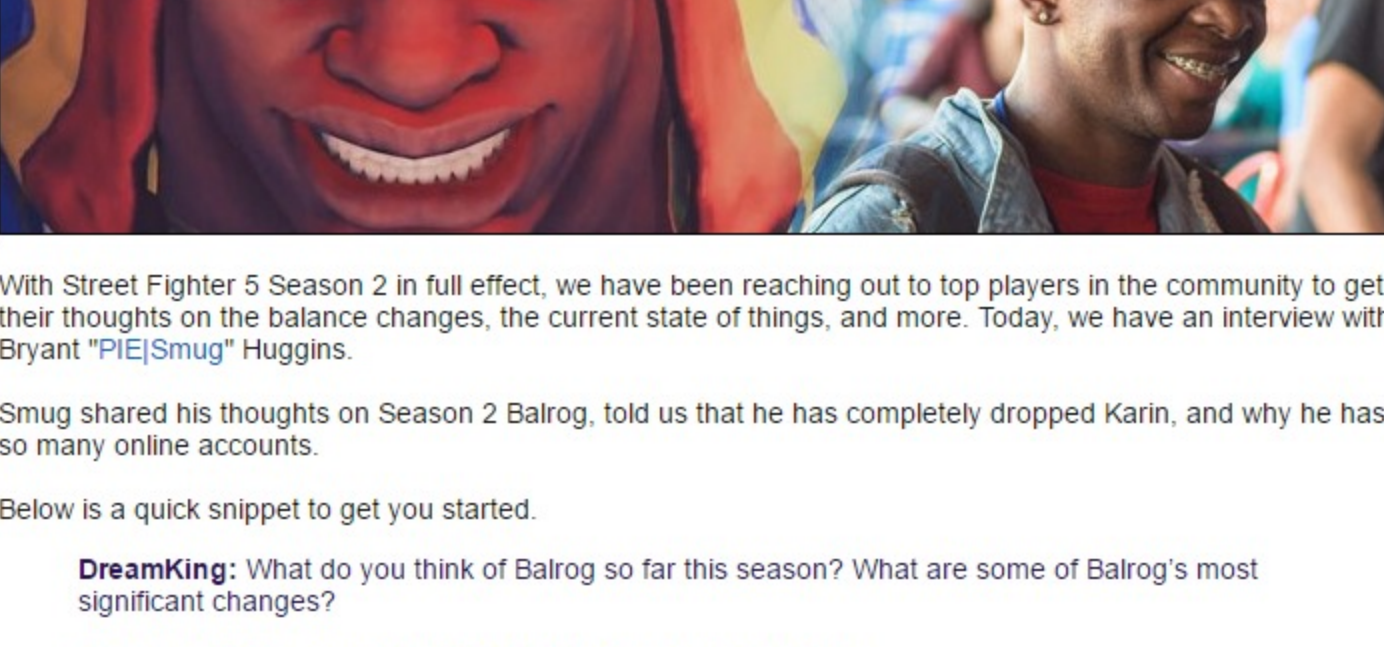 With Street Fighter 5 Season 2 in full effect, we have been reaching out to top players in the community to get
their thoughts on the balance changes, the current state of things, and more. Today, we have an interview with
Bryant "PIE|Smug" Huggins.
Smug shared his thoughts on Season 2 Balrog, told us that he has completely dropped Karin, and why he has
so many online accounts.
Below is a quick snippet to get you started.
DreamKing: What do you think of Balrog so far this season? What are some of Balrog's most
significant changes?